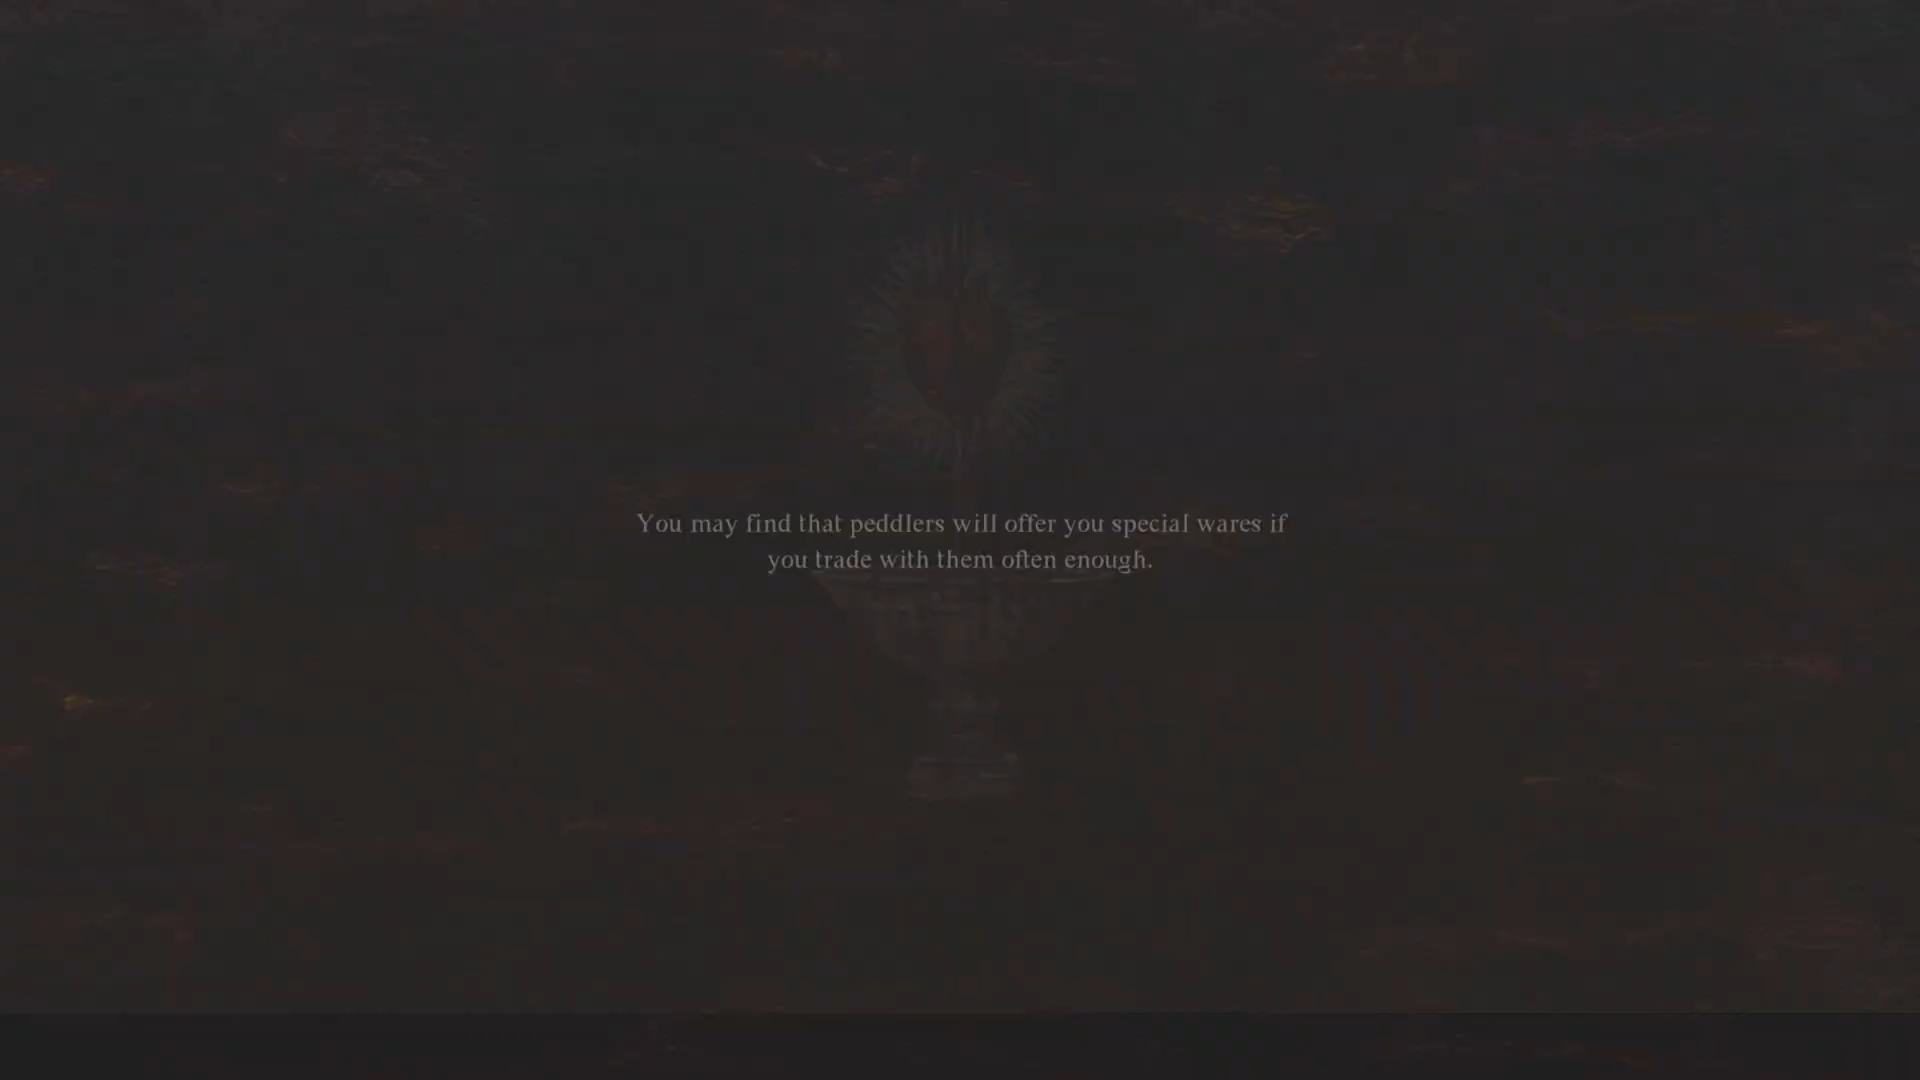 You may find that peddlers will offer you special wares if
you trade with them often enough.